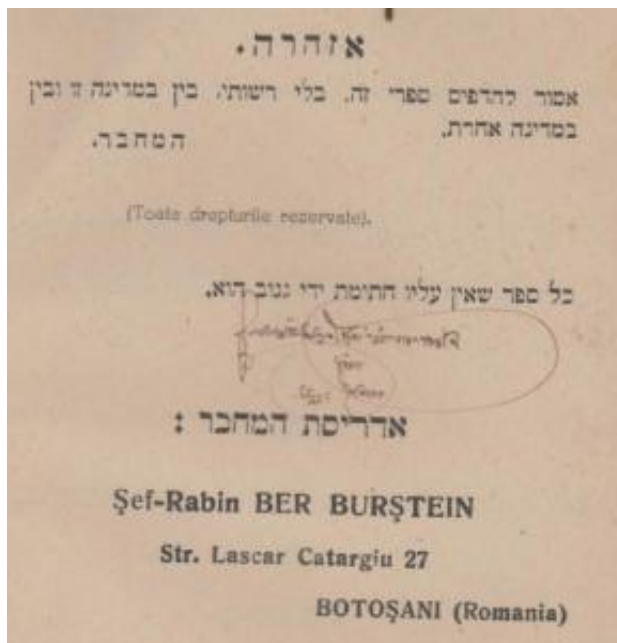 אזהרה.
אסור להדפיס ספרי זה, בלי רשותי, בין במדינה זו ובין
במדינה אחרת.
המחבר.
(Toate drepturile rezervate).
כל ספר שאין עליו חתימת ידי גנוב הוא.
אדריסת המחבר :
Şef-Rabin BER BURŞTEIN
Str. Lascar Catargiu 27
BOTOŞANI (Romania)